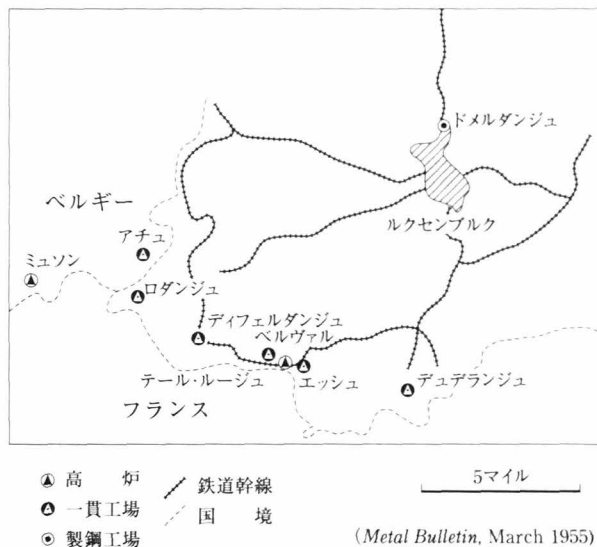 ドメルダンジュ
ベルギー
ルクセンブルク
アチュ
ミュソン
ロダンジュ
ディフェルダンジュ
ベルヴァル
テール・ルージュ
エッシュ
デュデランジュ
フランス
高 炉
鉄道幹線
5マイル
一貫工場
国 境
製鋼工場
(Metal Bulletin, March 1955)